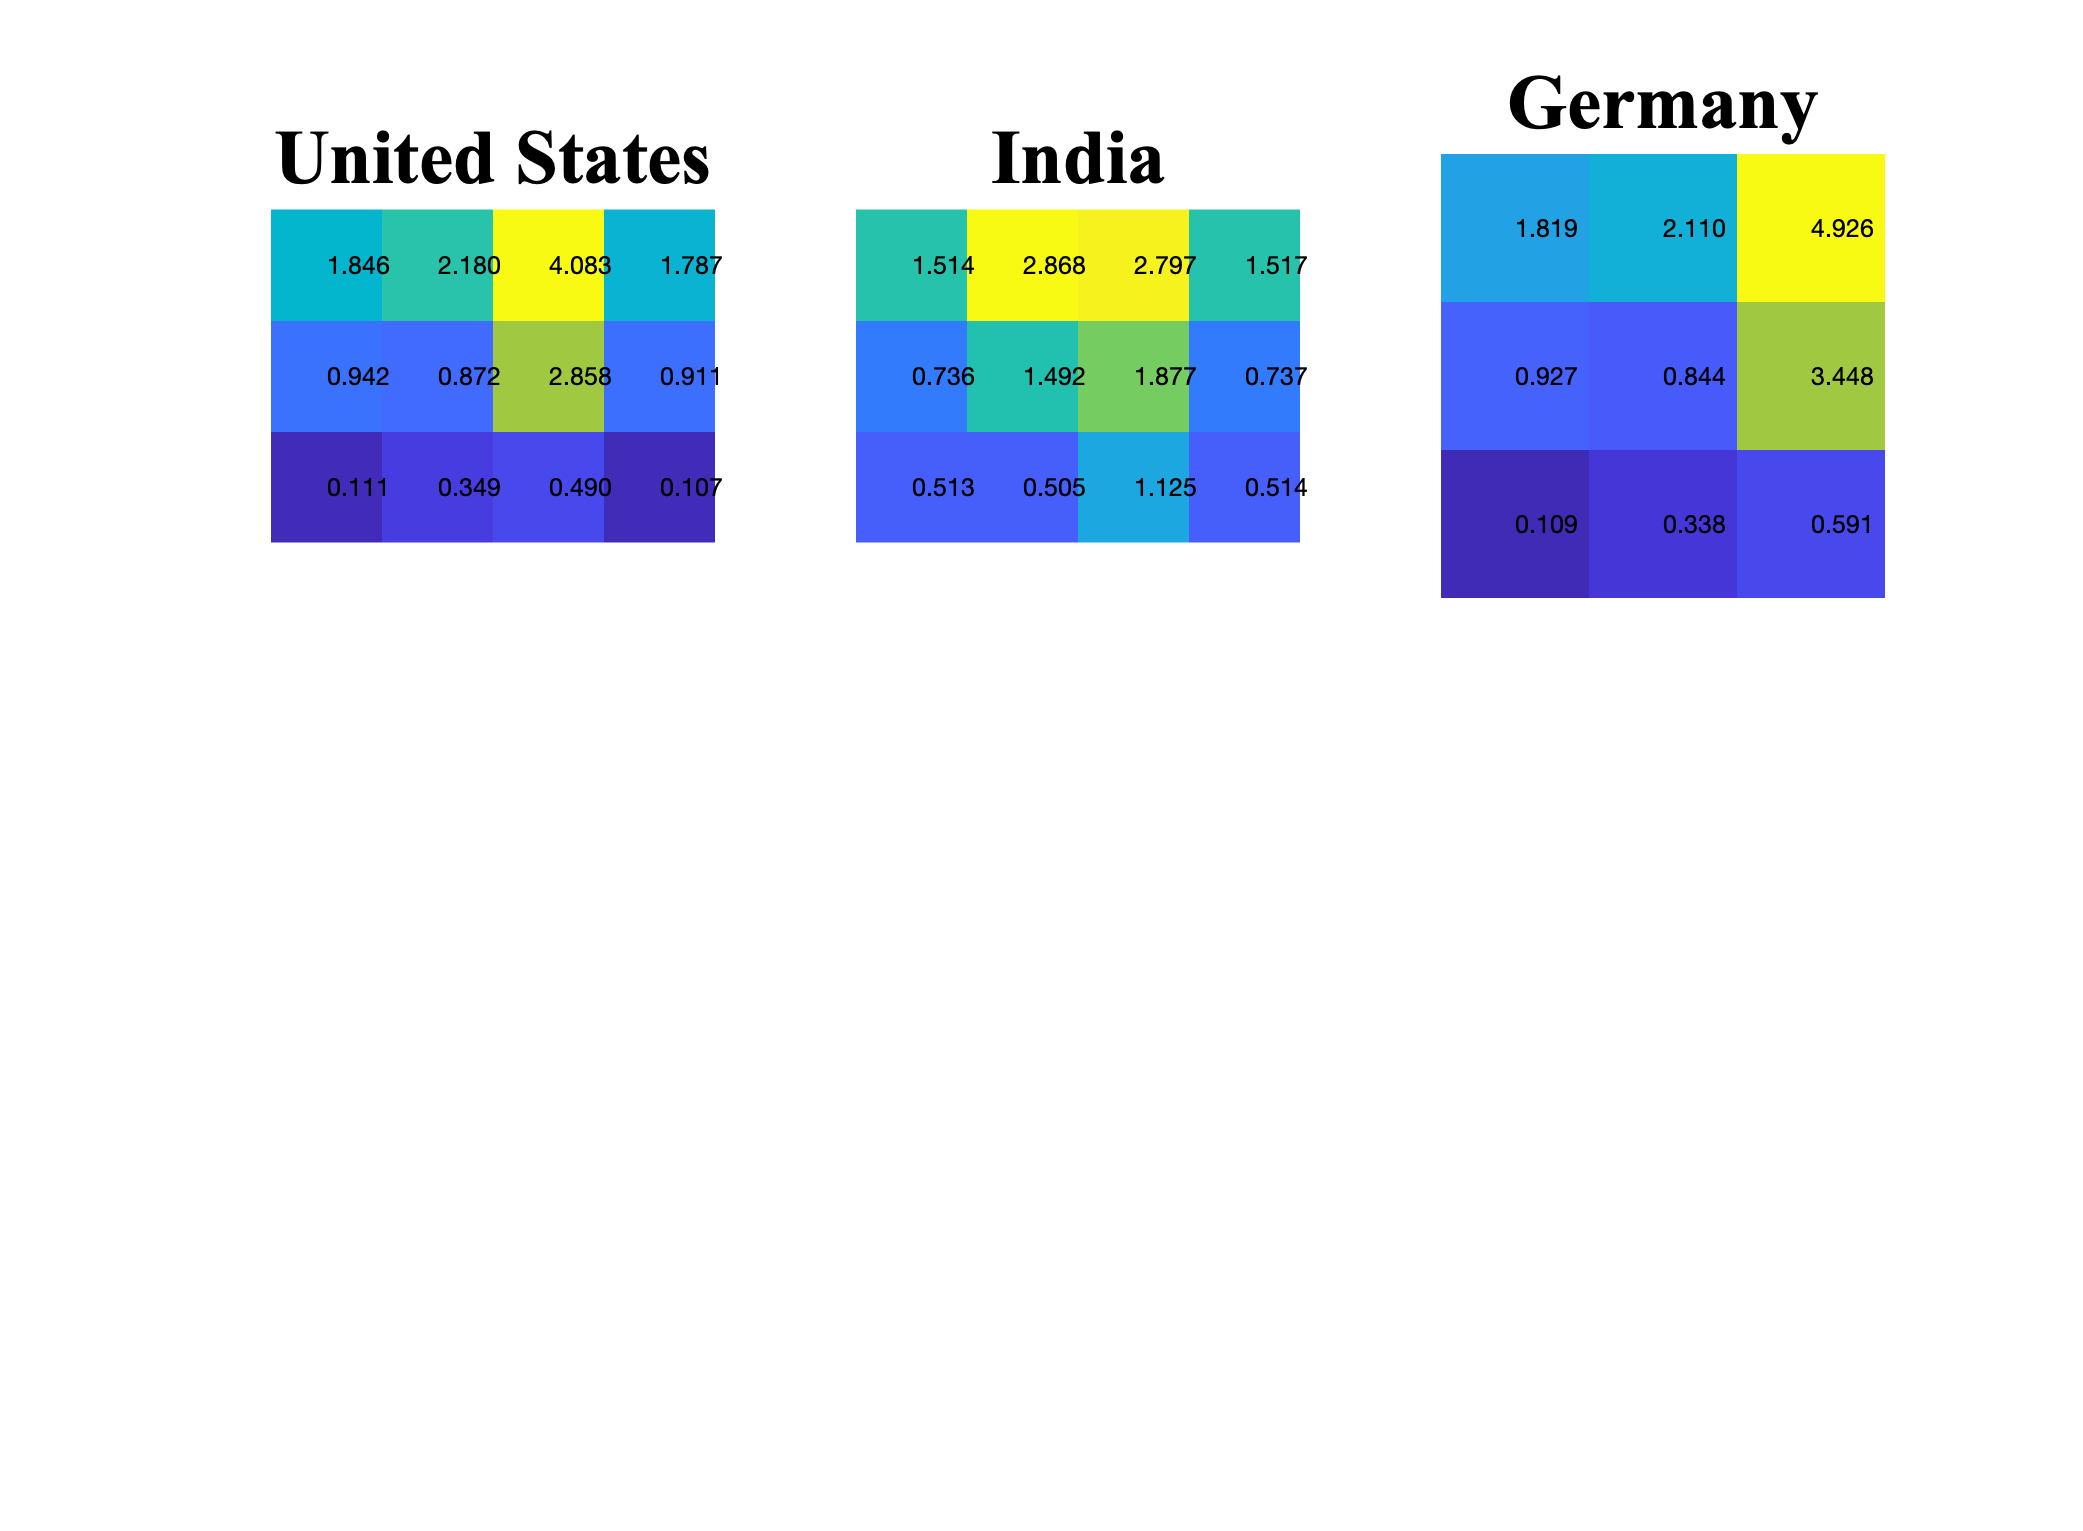 United States
1.846 2.180 4.083 1.787
0.942 0.872 2.858 0.911
0.111 0.349 0.490 0.107
India
1.514 2.868 2.797 1.517
0.736 1.492 1.877 0.737
0.513 0.505 1.125 0.514
Germany
1.819 2.110 4.926
0.927 0.844 3.448
0.109 0.338 0.591